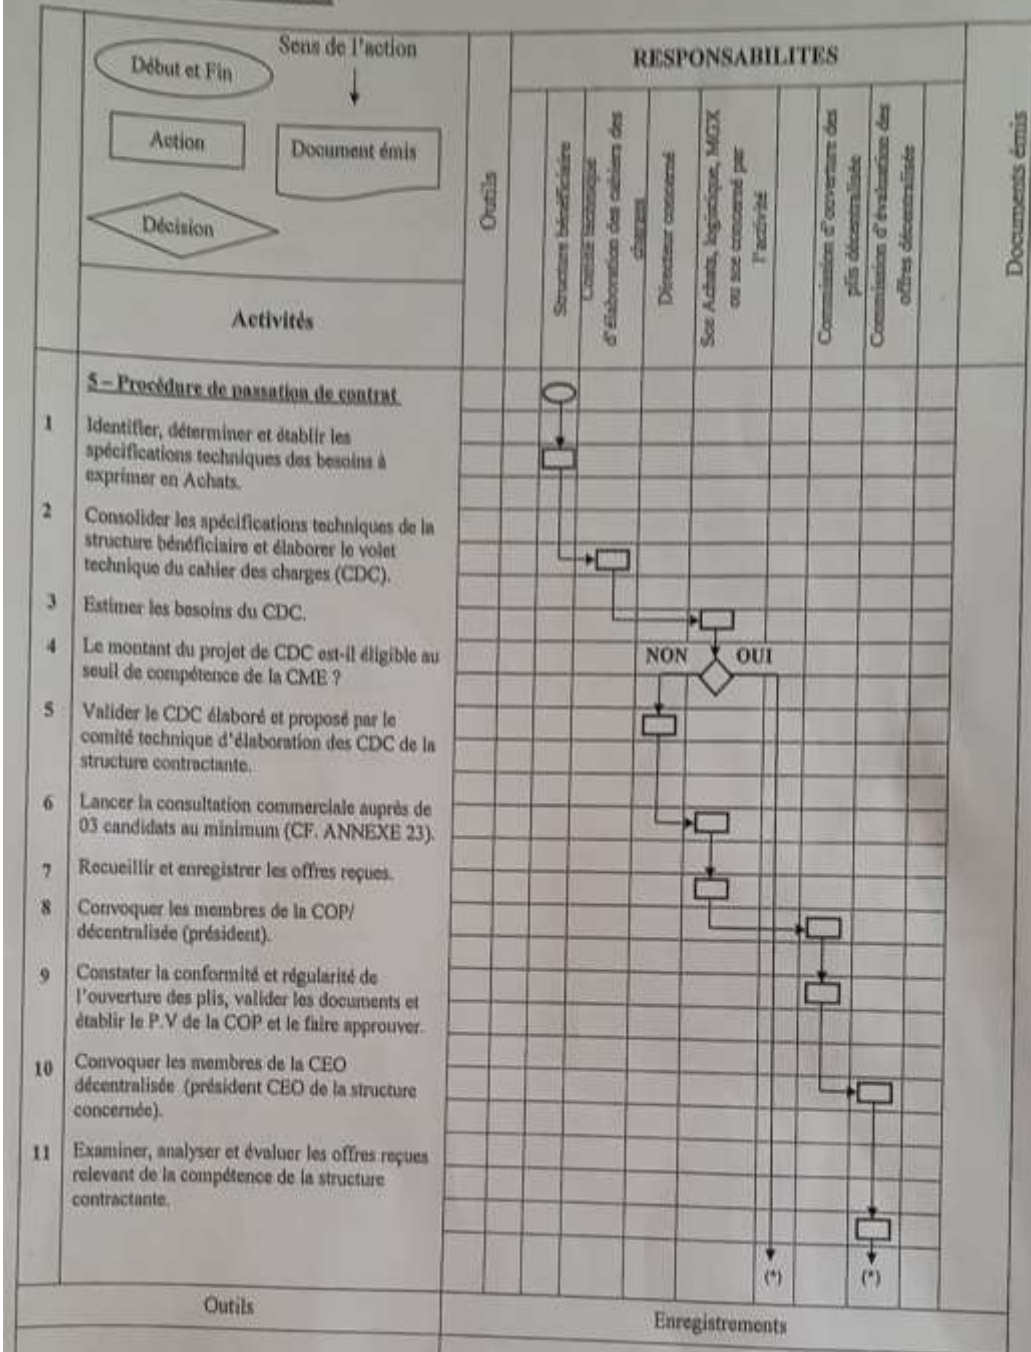 Début et Fin
Sens de l'action
Action
Document émis
Décision
Activités
Outils
RESPONSABILITES
Structure bénéficiaire
Comité technique
d'élaboration des cahiers des
charges
Directeur concerné
Sce Achats, logistique, MGX
ou sce concerné par
l'activité
Commission d'ouverture des
plis décentralisée
Commission d'évaluation des
offres décentralisée
Documents émis
5 – Procédure de passation de contrat
1 Identifier, déterminer et établir les
spécifications techniques des besoins à
exprimer en Achats.
2 Consolider les spécifications techniques de la
structure bénéficiaire et élaborer le volet
technique du cahier des charges (CDC).
3 Estimer les besoins du CDC.
4 Le montant du projet de CDC est-il éligible au
seuil de compétence de la CME ?
NON OUI
5 Valider le CDC élaboré et proposé par le
comité technique d'élaboration des CDC de la
structure contractante.
6 Lancer la consultation commerciale auprès de
03 candidats au minimum (CF. ANNEXE 23).
7 Recueillir et enregistrer les offres reçues.
8 Convoquer les membres de la COP/
décentralisée (président).
9 Constater la conformité et régularité de
l'ouverture des plis, valider les documents et
établir le P.V de la COP et le faire approuver.
10 Convoquer les membres de la CEO
décentralisée (président CEO de la structure
concernée).
11 Examiner, analyser et évaluer les offres reçues
relevant de la compétence de la structure
contractante.
(*) (*)
Outils
Enregistrements